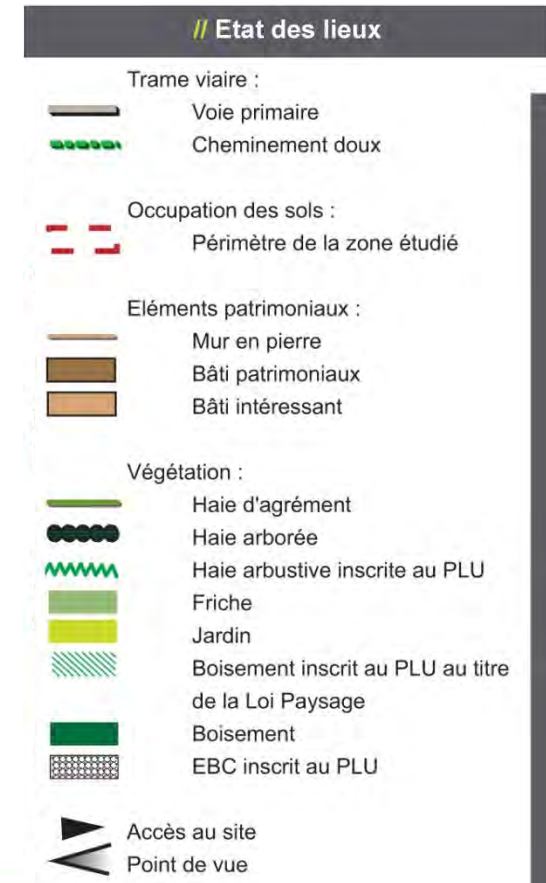 // Etat des lieux
Trame viaire :
Voie primaire
Cheminement doux
Occupation des sols :
Périmètre de la zone étudié
Eléments patrimoniaux :
Mur en pierre
Bâti patrimoniaux
Bâti intéressant
Végétation :
Haie d'agrément
Haie arborée
Haie arbustive inscrite au PLU
Friche
Jardin
Boisement inscrit au PLU au titre
de la Loi Paysage
Boisement
EBC inscrit au PLU
Accès au site
Point de vue